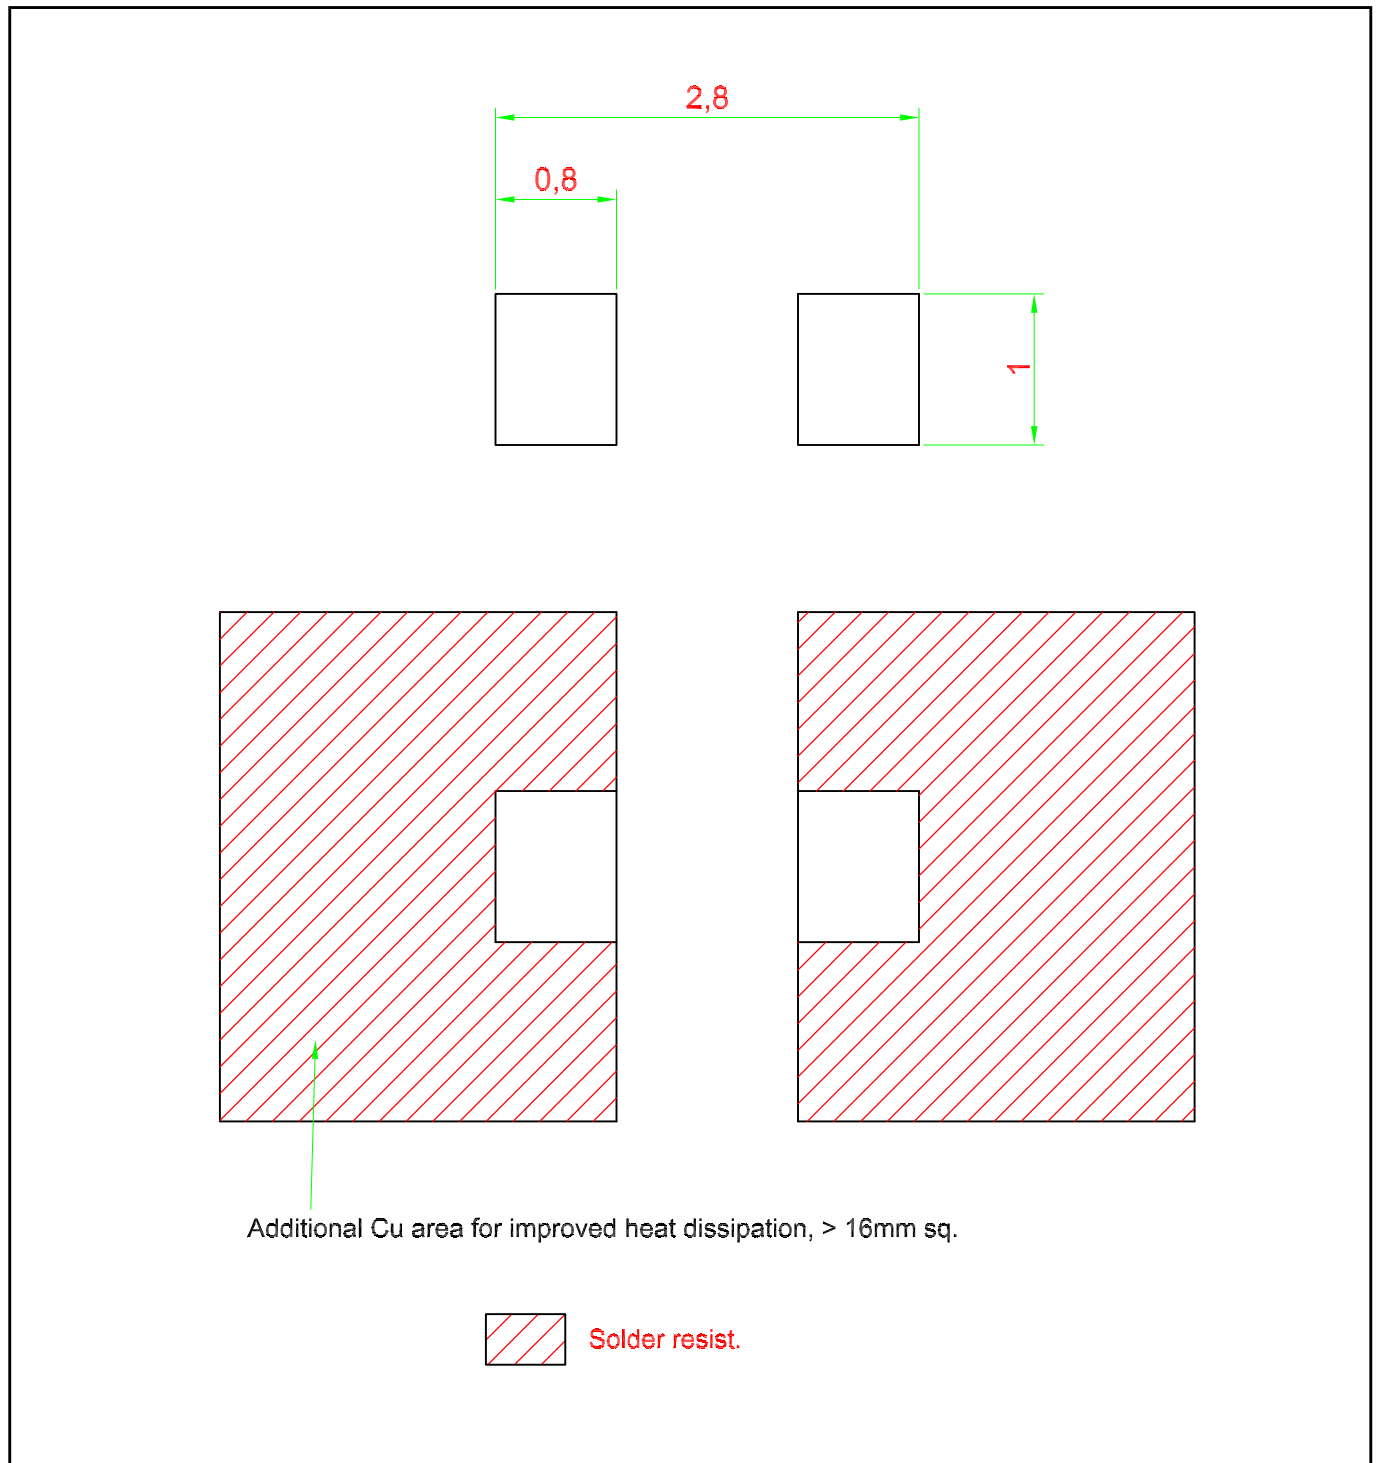 2,8
0,8
1
Additional Cu area for improved heat dissipation, > 16mm sq.
Solder resist.